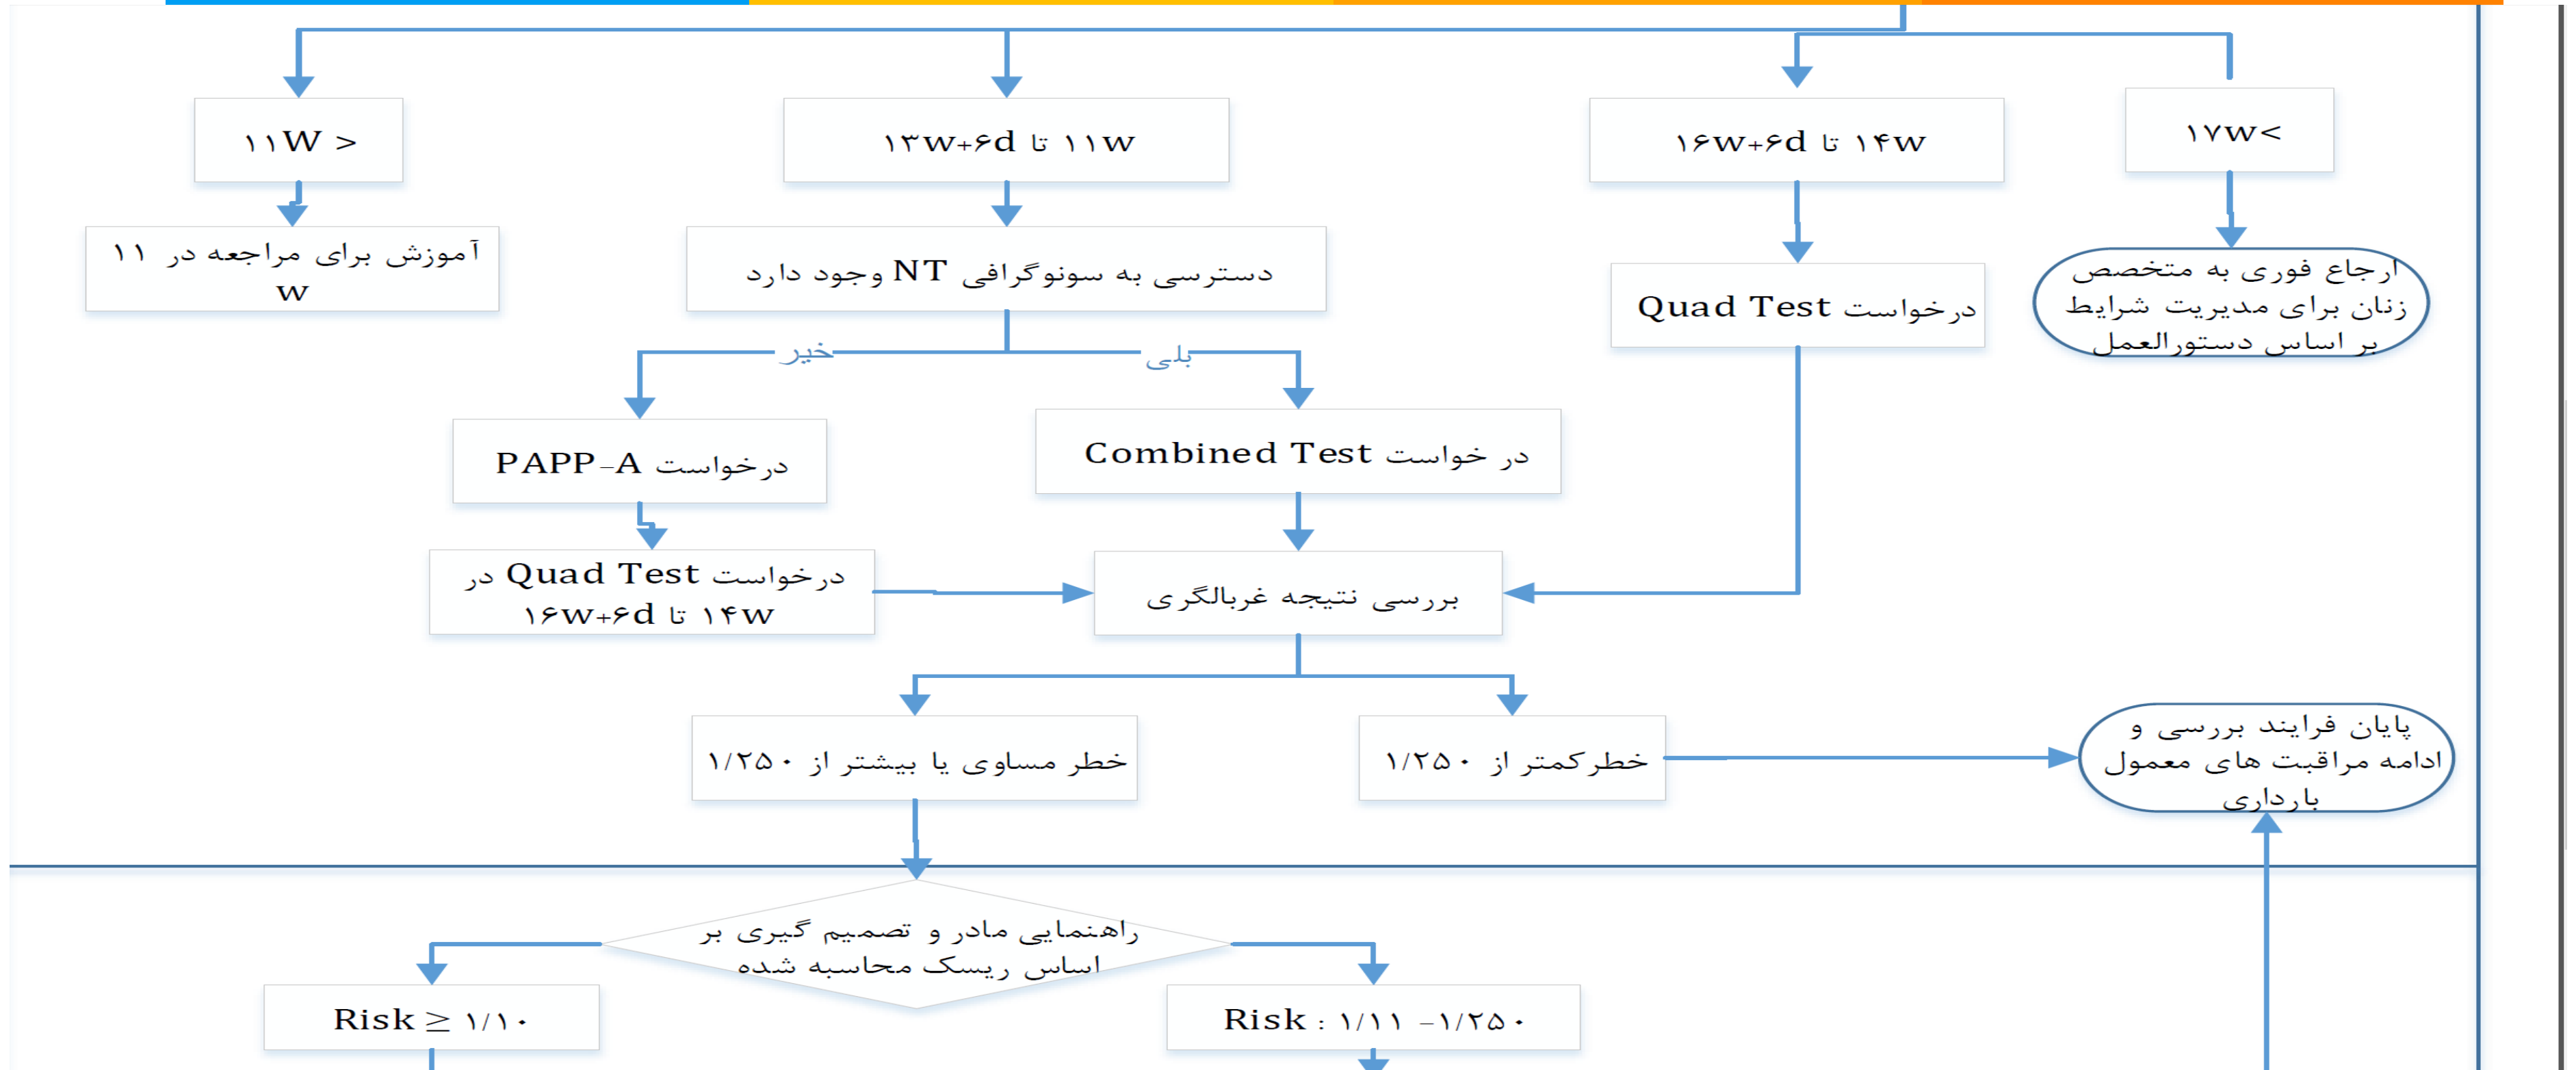 ۱۱W >
۱۳w+۶d تا ۱۱w
۱۶w+۶d تا ۱۴w
۱۷w<
آموزش برای مراجعه در ۱۱
w
دسترسی به سونوگرافی NT وجود دارد
درخواست Quad Test
ارجاع فوری به متخصص
زنان برای مدیریت شرایط
بر اساس دستورالعمل
خیر
بلی
درخواست PAPP-A
در خواست Combined Test
درخواست Quad Test در
۱۶w+۶d تا ۱۴w
بررسی نتیجه غربالگری
خطر مساوی یا بیشتر از ۱/۲۵۰
خطرکمتر از ۱/۲۵۰
پایان فرایند بررسی و
ادامه مراقبت های معمول
بارداری
راهنمایی مادر و تصمیم گیری بر
اساس ریسک محاسبه شده
Risk ≥ ۱/۱۰
Risk : ۱/۱۱ -۱/۲۵۰